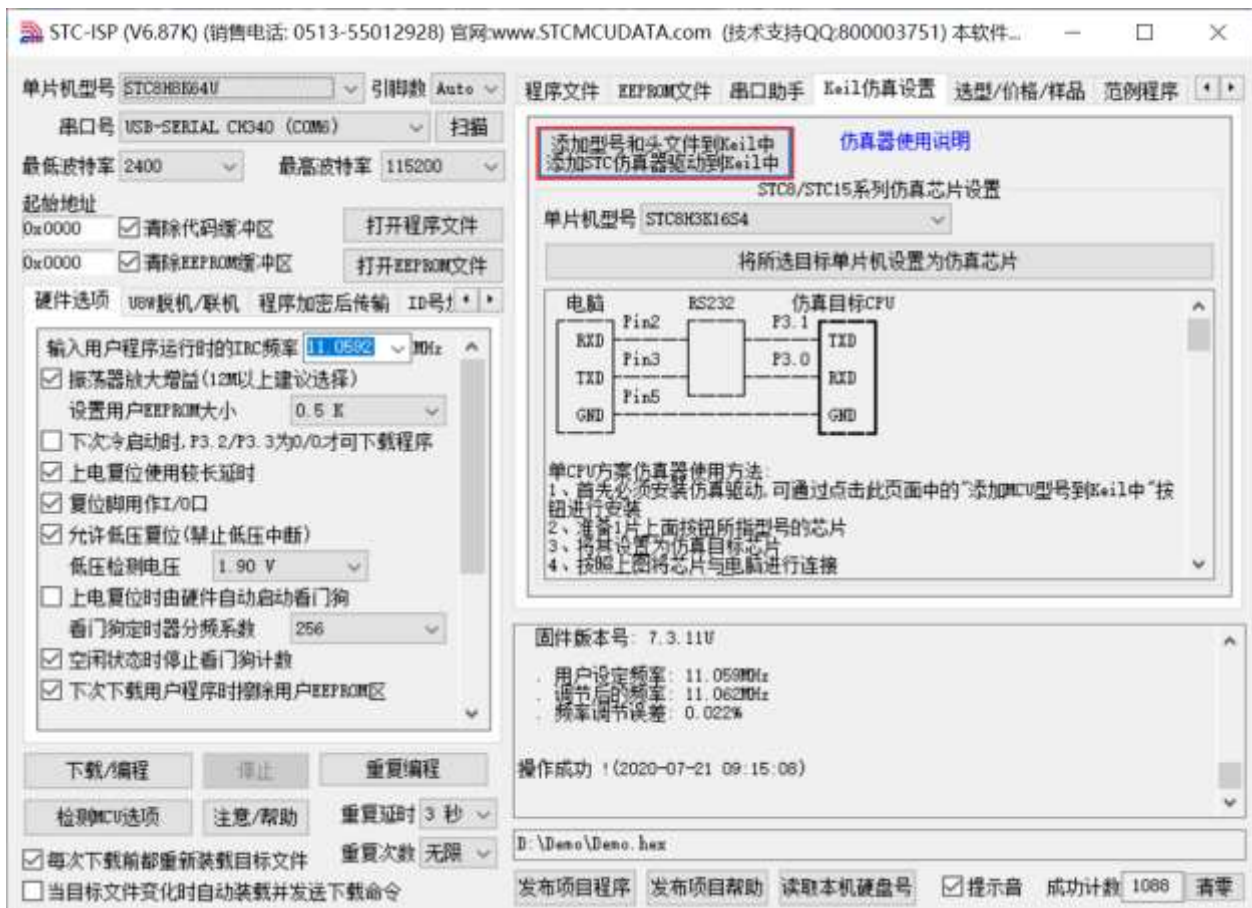 STC-ISP (V6.87K) (销售电话: 0513-55012928) 官网:www.STCMCUDATA.com (技术支持QQ:800003751) 本软件...
单片机型号 STC8H8K64U 引脚数 Auto
串口号 USB-SERIAL CH340 (COM6) 扫描
最低波特率 2400 最高波特率 115200
起始地址
0x0000 清除代码缓冲区 打开程序文件
0x0000 清除EEPROM缓冲区 打开EEPROM文件
硬件选项 U8W脱机/联机 程序加密后传输 ID号
输入用户程序运行时的IRC频率 11.0592 MHz
振荡器放大增益(12M以上建议选择)
设置用户EEPROM大小 0.5 K
下次冷启动时,P3.2/P3.3为0/0才可下载程序
上电复位使用较长延时
复位脚用作I/O口
允许低压复位(禁止低压中断)
低压检测电压 1.90 V
上电复位时由硬件自动启动看门狗
看门狗定时器分频系数 256
空闲状态时停止看门狗计数
下次下载用户程序时擦除用户EEPROM区
下载/编程 停止 重复编程
检测MCU选项 注意/帮助 重复延时 3 秒
每次下载前都重新装载目标文件 重复次数 无限
当目标文件变化时自动装载并发送下载命令
程序文件 EEPROM文件 串口助手 Keil仿真设置 选型/价格/样品 范例程序
添加型号和头文件到Keil中
添加STC仿真器驱动到Keil中
仿真器使用说明
STC8/STC15系列仿真芯片设置
单片机型号 STC8H3K16S4
将所选目标单片机设置为仿真芯片
电脑 RS232 仿真目标CPU
Pin2 P3.1
RXD TXD
Pin3 P3.0
TXD RXD
Pin5
GND GND
单CPU方案仿真器使用方法:
1、首先必须安装仿真驱动,可通过点击此页面中的"添加MCU型号到Keil中"按
钮进行安装
2、准备1片上面按钮所指型号的芯片
3、将其设置为仿真目标芯片
4、按照上图将芯片与电脑进行连接
固件版本号: 7.3.11U
. 用户设定频率: 11.059MHz
. 调节后的频率: 11.062MHz
. 频率调节误差: 0.022%
操作成功 !(2020-07-21 09:15:08)
D:\Demo\Demo.hex
发布项目程序 发布项目帮助 读取本机硬盘号 提示音 成功计数 1088 清零